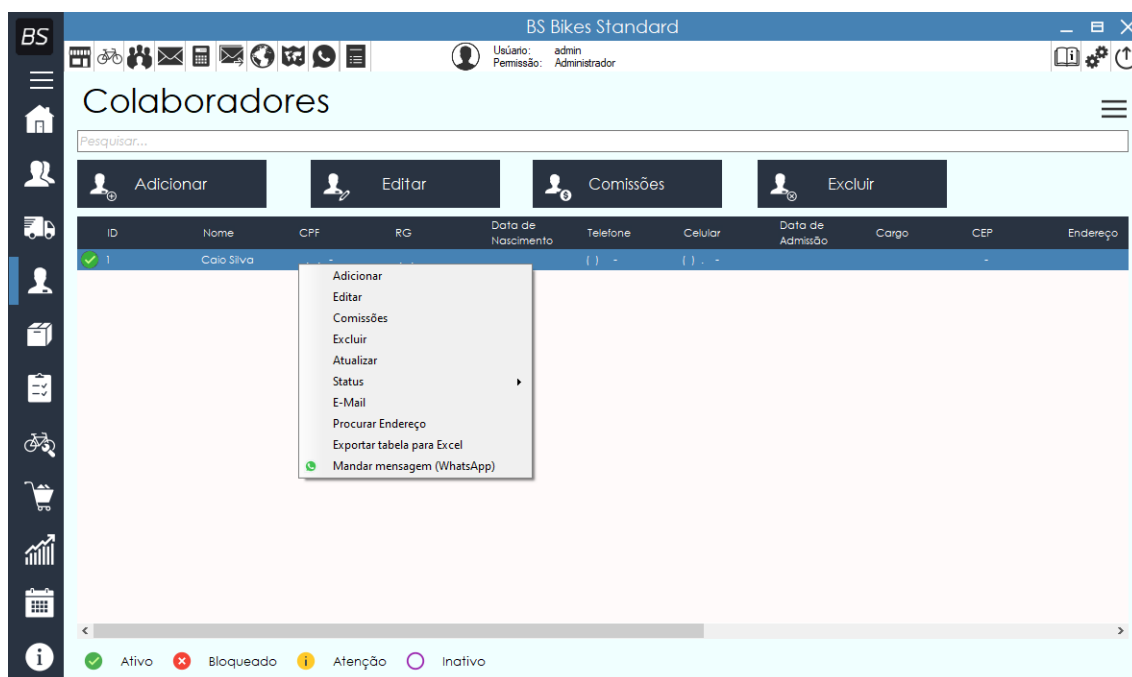 BS
BS Bikes Standard
Usúario: admin
Permissão: Administrador
Colaboradores
Pesquisar...
Adicionar
Editar
Comissões
Excluir
ID Nome CPF RG Data de Nascimento Telefone Celular Data de Admissão Cargo CEP Endereço
1 Caio Silva . . - . . ( ) - ( ) . - -
Adicionar
Editar
Comissões
Excluir
Atualizar
Status
E-Mail
Procurar Endereço
Exportar tabela para Excel
Mandar mensagem (WhatsApp)
Ativo Bloqueado Atenção Inativo